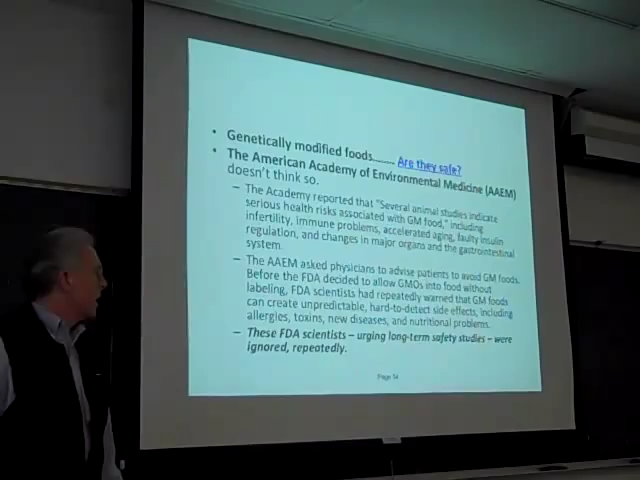 • Genetically modified foods....... Are they safe?
• The American Academy of Environmental Medicine (AAEM)
doesn't think so.
– The Academy reported that "Several animal studies indicate
serious health risks associated with GM food," including
infertility, immune problems, accelerated aging, faulty insulin
regulation, and changes in major organs and the gastrointestinal
system.
– The AAEM asked physicians to advise patients to avoid GM foods.
Before the FDA decided to allow GMOs into food without
labeling, FDA scientists had repeatedly warned that GM foods
can create unpredictable, hard-to-detect side effects, including
allergies, toxins, new diseases, and nutritional problems.
– These FDA scientists – urging long-term safety studies – were
ignored, repeatedly.
Page 14